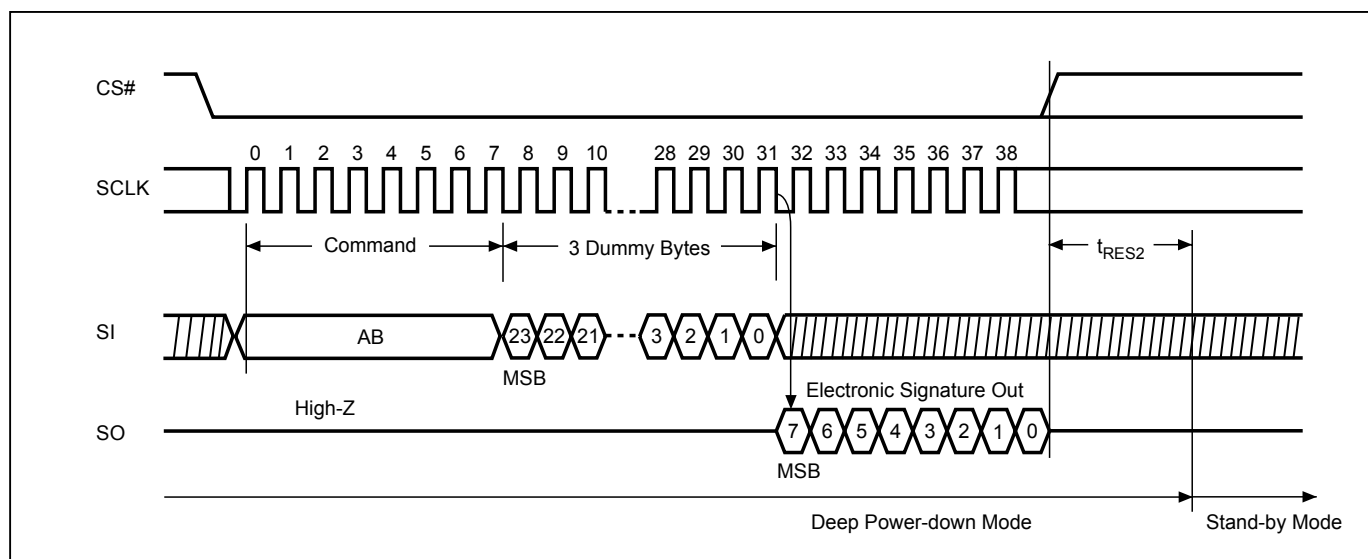 CS#
0 1 2 3 4 5 6 7 8 9 10 28 29 30 31 32 33 34 35 36 37 38
SCLK
Command 3 Dummy Bytes tRES2
SI AB 23 22 21 3 2 1 0
MSB
High-Z Electronic Signature Out
SO 7 6 5 4 3 2 1 0
MSB
Deep Power-down Mode Stand-by Mode